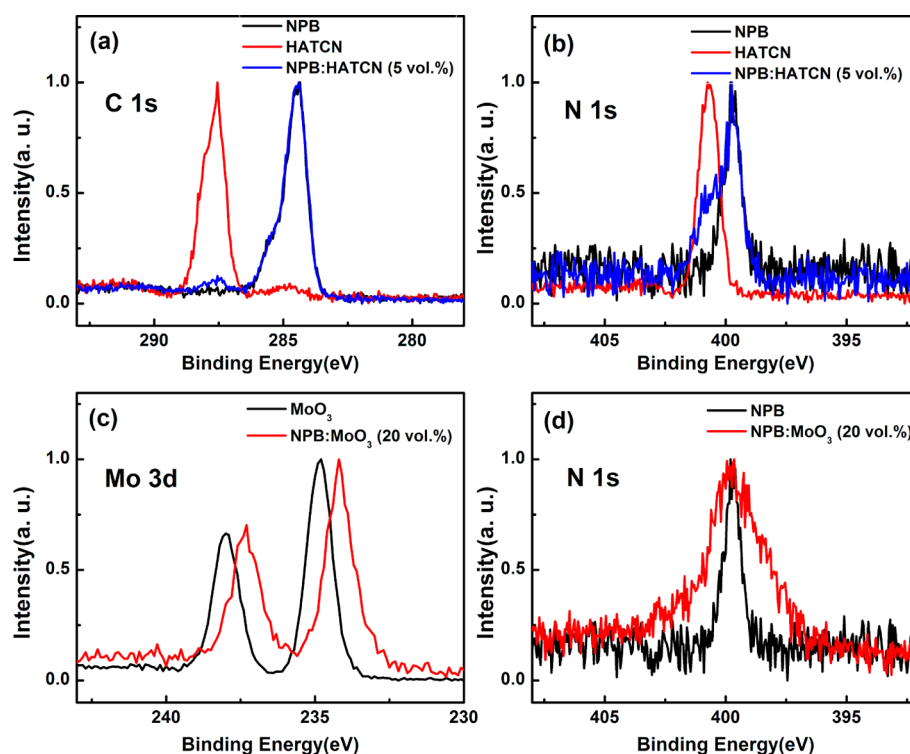 (a)
NPB
HATCN
NPB:HATCN (5 vol.%)
C 1s
Intensity(a. u.)
1.0
0.5
0.0
290
285
280
Binding Energy(eV)
(b)
NPB
HATCN
NPB:HATCN (5 vol.%)
N 1s
Intensity(a. u.)
1.0
0.5
0.0
405
400
395
Binding Energy(eV)
(c)
MoO₃
NPB:MoO₃ (20 vol.%)
Mo 3d
Intensity(a. u.)
1.0
0.5
0.0
240
235
230
Binding Energy(eV)
(d)
NPB
NPB:MoO₃ (20 vol.%)
N 1s
Intensity(a. u.)
1.0
0.5
0.0
405
400
395
Binding Energy(eV)